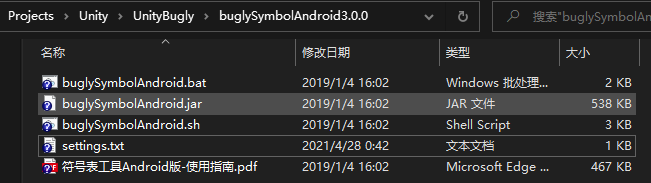 Projects › Unity › UnityBugly › buglySymbolAndroid3.0.0
搜索"buglySymbolAn
名称 修改日期 类型 大小
buglySymbolAndroid.bat 2019/1/4 16:02 Windows 批处理... 2 KB
buglySymbolAndroid.jar 2019/1/4 16:02 JAR 文件 538 KB
buglySymbolAndroid.sh 2019/1/4 16:02 Shell Script 3 KB
settings.txt 2021/4/28 0:42 文本文档 1 KB
符号表工具Android版-使用指南.pdf 2019/1/4 16:02 Microsoft Edge ... 467 KB